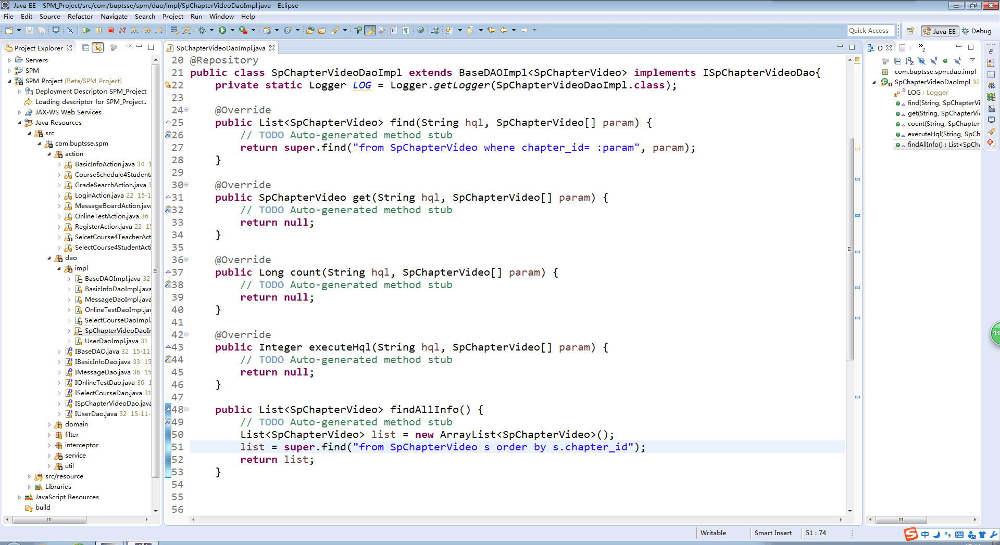 Java EE - SPM_Project/src/com/buptsse/spm/dao/impl/SpChapterVideoDaoImpl.java - Eclipse
File Edit Source Refactor Navigate Search Project Run Window Help
Quick Access
Java EE
Debug
Project Explorer
Servers
SPM
SPM_Project [Beta/SPM_Project]
Deployment Descriptor: SPM_Project
Loading descriptor for SPM_Project..
JAX-WS Web Services
Java Resources
src
com.buptsse.spm
action
BasicInfoAction.java 34 1
CourseSchedule4Student
GradeSearchAction.java 3
LoginAction.java 22 15-1
MessageBoardAction.java
OnlineTestAction.java 36
RegisterAction.java 22 15
SelcetCourse4TeacherAct
SelectCourse4StudentActi
dao
impl
BaseDAOImpl.java 32
BasicInfoDaoImpl.java
MessageDaoImpl.java
OnlineTestDaoImpl.jav
SelectCourseDaoImpl.
SpChapterVideoDaoIr
UserDaoImpl.java 31
IBaseDAO.java 32 15-11-
IBasicInfoDao.java 33 15
IMessageDao.java 36 15
IOnlineTestDao.java 36 1
ISelectCourseDao.java 31
ISpChapterVideoDao.java
IUserDao.java 32 15-11-
domain
filter
interceptor
service
util
src/resource
Libraries
JavaScript Resources
build
SpChapterVideoDaoImpl.java
20 @Repository
21 public class SpChapterVideoDaoImpl extends BaseDAOImpl<SpChapterVideo> implements ISpChapterVideoDao{
22 private static Logger LOG = Logger.getLogger(SpChapterVideoDaoImpl.class);
23
24 @Override
25 public List<SpChapterVideo> find(String hql, SpChapterVideo[] param) {
26 // TODO Auto-generated method stub
27 return super.find("from SpChapterVideo where chapter_id= :param", param);
28 }
29
30 @Override
31 public SpChapterVideo get(String hql, SpChapterVideo[] param) {
32 // TODO Auto-generated method stub
33 return null;
34 }
35
36 @Override
37 public Long count(String hql, SpChapterVideo[] param) {
38 // TODO Auto-generated method stub
39 return null;
40 }
41
42 @Override
43 public Integer executeHql(String hql, SpChapterVideo[] param) {
44 // TODO Auto-generated method stub
45 return null;
46 }
47
48 public List<SpChapterVideo> findAllInfo() {
49 // TODO Auto-generated method stub
50 List<SpChapterVideo> list = new ArrayList<SpChapterVideo>();
51 list = super.find("from SpChapterVideo s order by s.chapter_id");
52 return list;
53 }
54
55
56
O T »2
com.buptsse.spm.dao.impl
SpChapterVideoDaoImpl 32
LOG : Logger
find(String, SpChapterVi
get(String, SpChapterVi
count(String, SpChapter
executeHql(String, SpCh
findAllInfo() : List<SpCh
44
Writable
Smart Insert
51 : 74
中